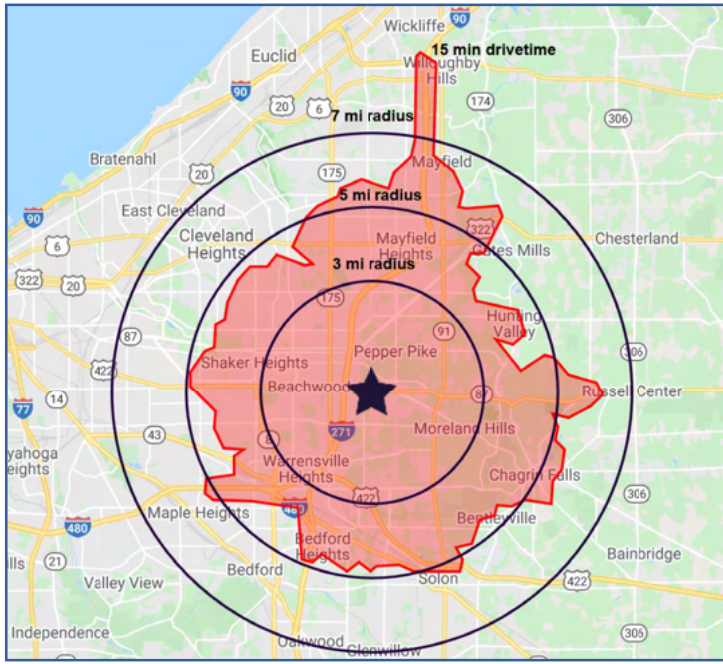 Wickliffe
90
Euclid
15 min drivetime
Willoughby
Hills
90
20
6
174
7 mi radius
306
Bratenahl
175
Mayfield
20
5 mi radius
90
East Cleveland
322
6
Cleveland
Heights
Mayfield
Heights
Gates Mills
Chesterland
322
20
3 mi radius
175
Hunting
Valley
87
91
306
422
Shaker Heights
Pepper Pike
77
14
Beachwood
87
Russell Center
43
8
271
Moreland Hills
yahoga
eights
Warrensville
Heights
422
Chagrin Falls
306
Maple Heights
480
480
Bentleyville
Bedford
Heights
21
Bainbridge
lls
Valley View
Bedford
Solon
422
Independence
306
Oakwood
Glenwillow